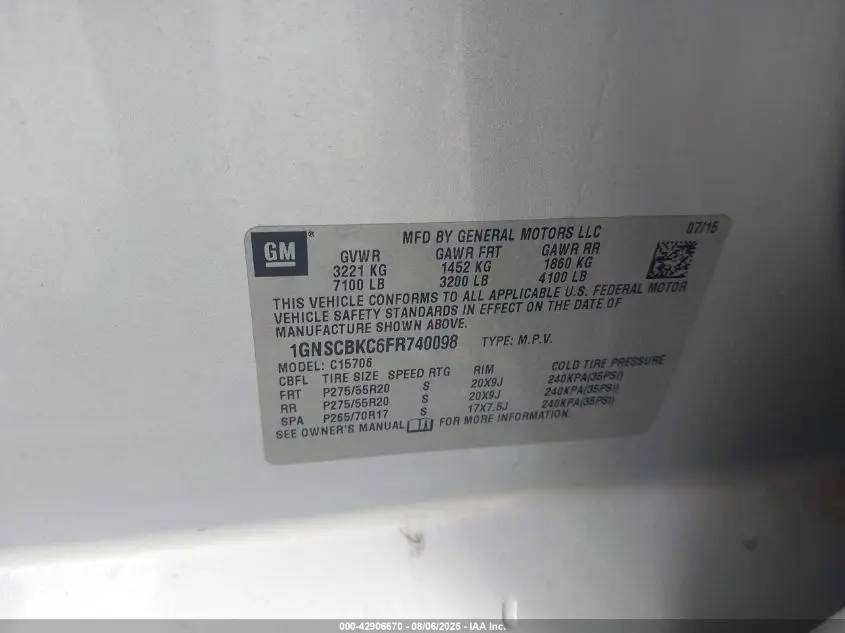 GM®
MFD BY GENERAL MOTORS LLC 07/15
GVWR GAWR FRT GAWR RR
3221 KG 1452 KG 1860 KG
7100 LB 3200 LB 4100 LB
THIS VEHICLE CONFORMS TO ALL APPLICABLE U.S. FEDERAL MOTOR
VEHICLE SAFETY STANDARDS IN EFFECT ON THE DATE OF
MANUFACTURE SHOWN ABOVE.
1GNSCBKC6FR740098 TYPE: M.P.V.
MODEL: C15706
CBFL TIRE SIZE SPEED RTG RIM COLD TIRE PRESSURE
FRT P275/55R20 S 20X9J 240KPA(35PSI)
RR P275/55R20 S 20X9J 240KPA(35PSI)
SPA P265/70R17 S 17X7.5J 240KPA(35PSI)
SEE OWNER'S MANUAL FOR MORE INFORMATION
000-42906670 - 08/06/2025 - IAA Inc.